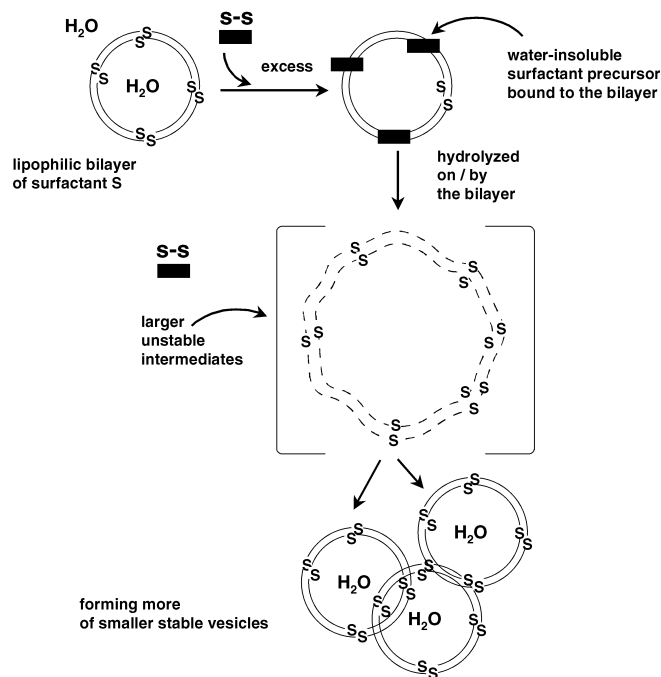 H₂O
S-S
excess
water-insoluble
surfactant precursor
bound to the bilayer
S
S
S
S
H₂O
S
S
S
S
S
S
lipophilic bilayer
of surfactant S
hydrolyzed
on / by
the bilayer
S-S
S
S
S
S
larger
unstable
intermediates
S
S
S
S
S
S
S
S
S
S
S
S
S
S
H₂O
S
S
S
S
S
S
H₂O
S
S
S
S
S
S
S
S
S
S
forming more
of smaller stable vesicles
S
S
H₂O
S
S
S
S
S
S